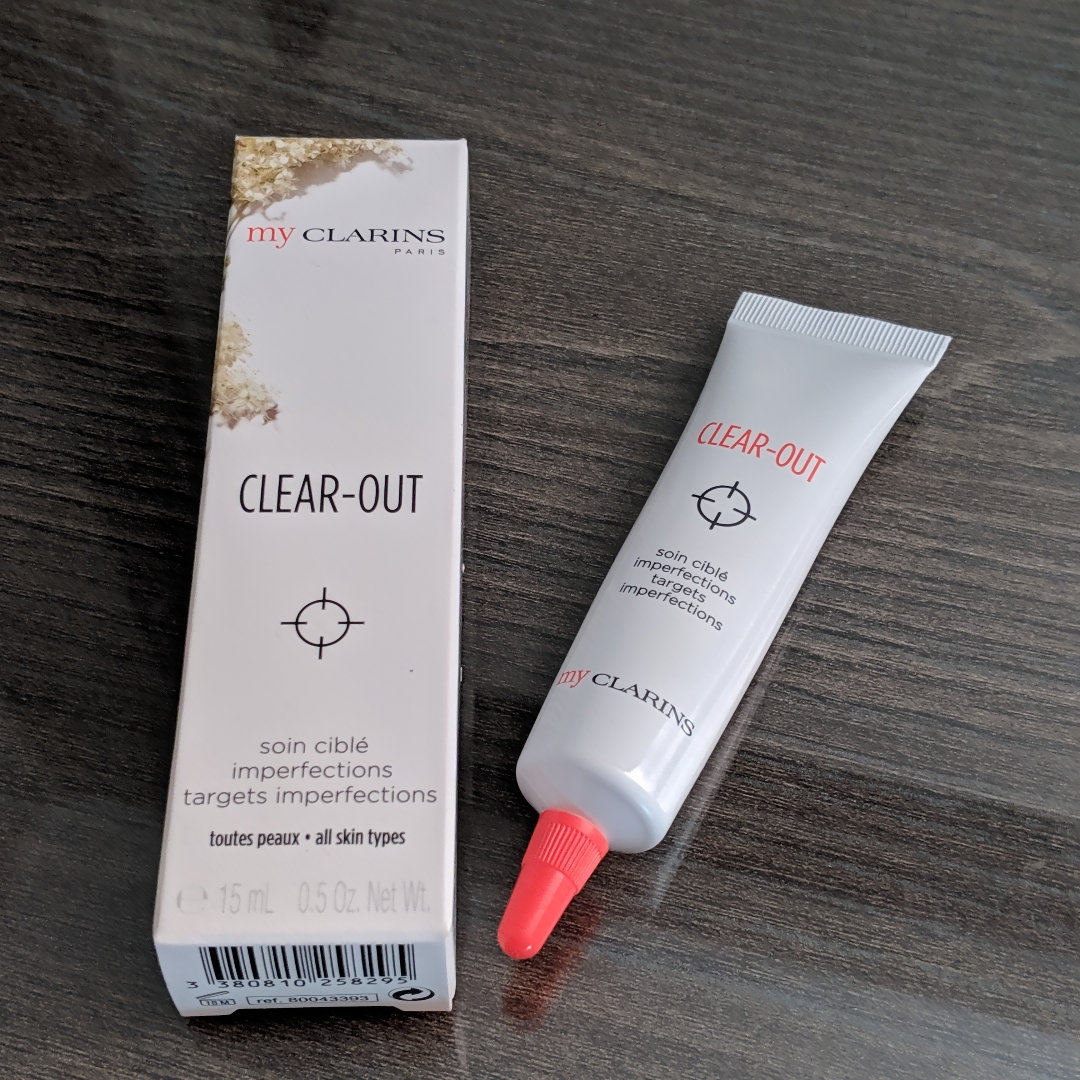 my CLARINS
PARIS
CLEAR-OUT
soin ciblé
imperfections
targets imperfections
toutes peaux • all skin types
℮ 15 mL 0.5 Oz. Net Wt.
3 380810 258295
18 M ref. 80043393
CLEAR-OUT
soin ciblé
imperfections
targets
imperfections
my CLARINS